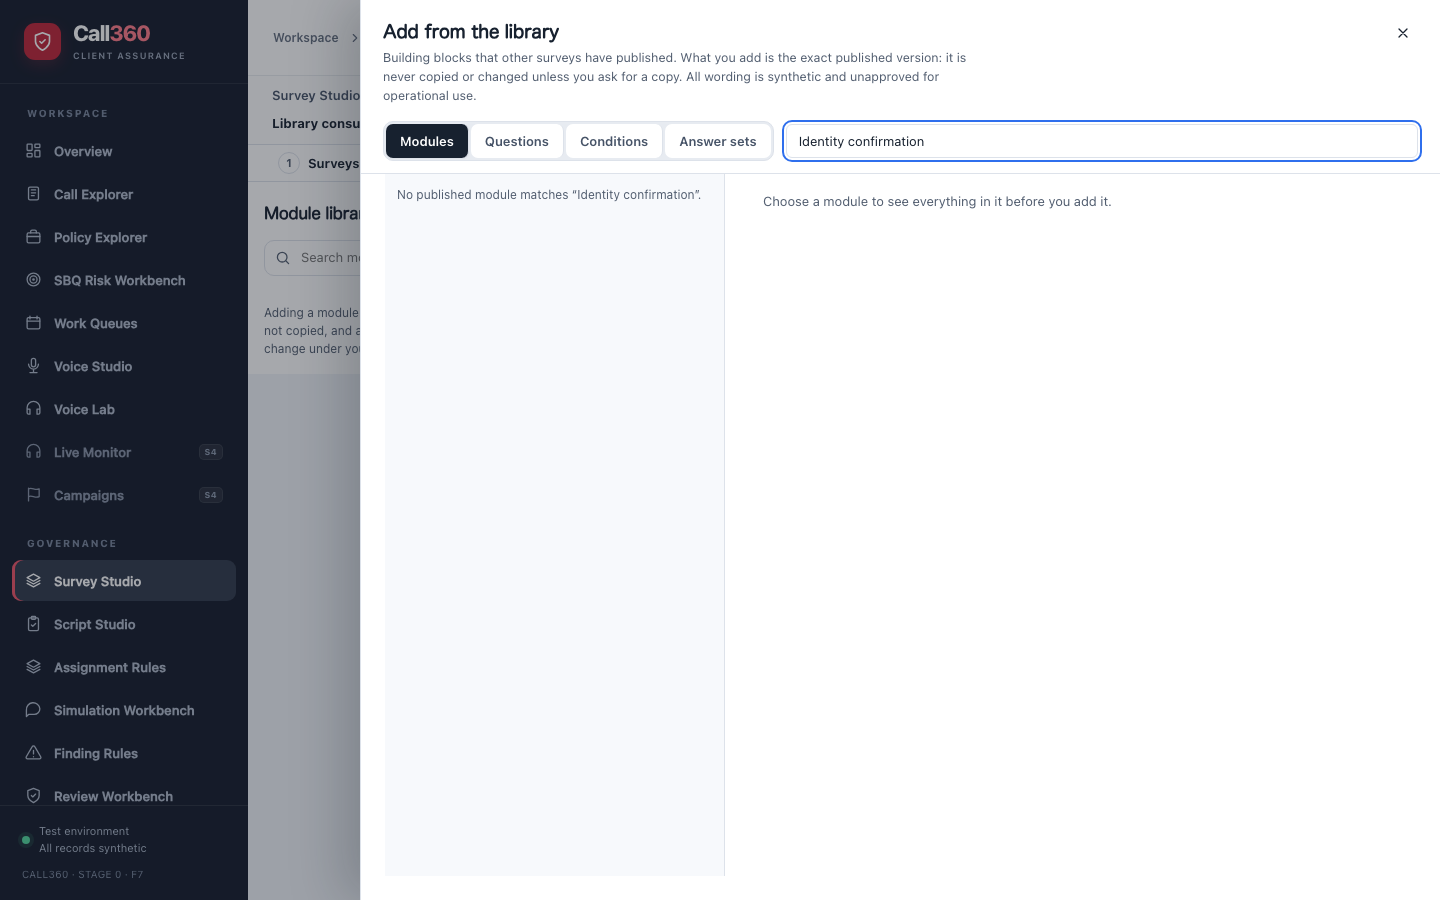 Call360
CLIENT ASSURANCE
WORKSPACE
Overview
Call Explorer
Policy Explorer
SBQ Risk Workbench
Work Queues
Voice Studio
Voice Lab
Live Monitor S4
Campaigns S4
GOVERNANCE
Survey Studio
Script Studio
Assignment Rules
Simulation Workbench
Finding Rules
Review Workbench
Test environment
All records synthetic
CALL360 · STAGE 0 · F7
Workspace
Survey Studio
Library consu
1 Surveys
Module librar
Search mo
Adding a module
not copied, and a
change under you
Add from the library
Building blocks that other surveys have published. What you add is the exact published version: it is
never copied or changed unless you ask for a copy. All wording is synthetic and unapproved for
operational use.
Modules Questions Conditions Answer sets Identity confirmation
No published module matches “Identity confirmation”.
Choose a module to see everything in it before you add it.